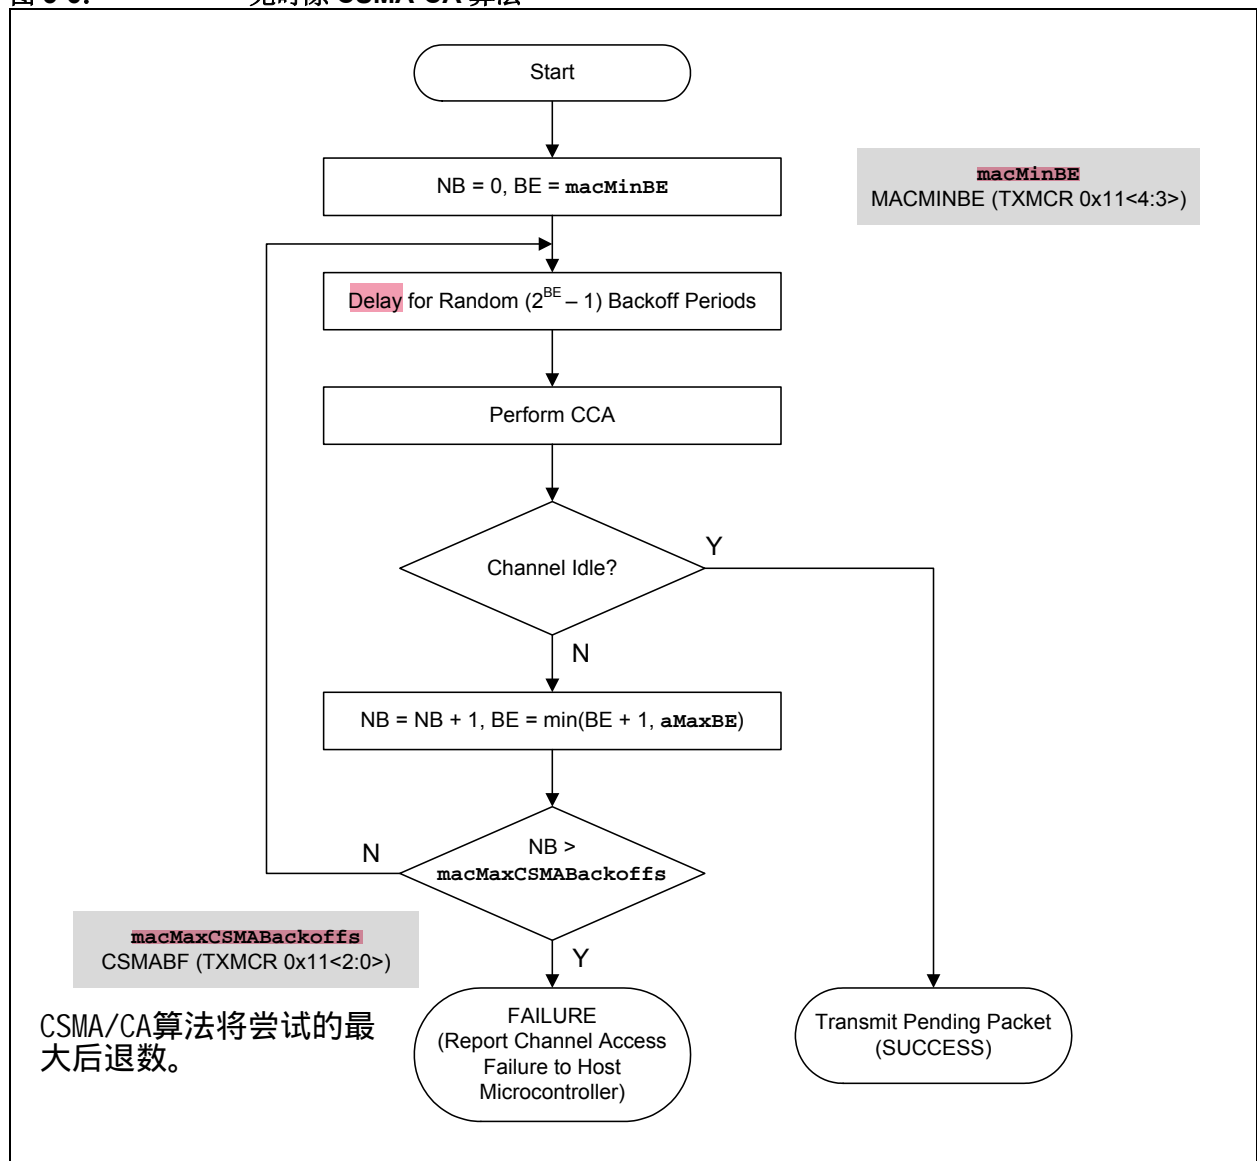 CSMA-CA
Start
NB = 0, BE = macMinBE
macMinBE
MACMINBE (TXMCR 0x11<4:3>)
Delay for Random (2^BE – 1) Backoff Periods
Perform CCA
Channel Idle?
Y
N
NB = NB + 1, BE = min(BE + 1, aMaxBE)
NB >
macMaxCSMABackoffs
N
macMaxCSMABackoffs
CSMABF (TXMCR 0x11<2:0>)
Y
CSMA/CA算法将尝试的最
大后退数。
FAILURE
(Report Channel Access
Failure to Host
Microcontroller)
Transmit Pending Packet
(SUCCESS)